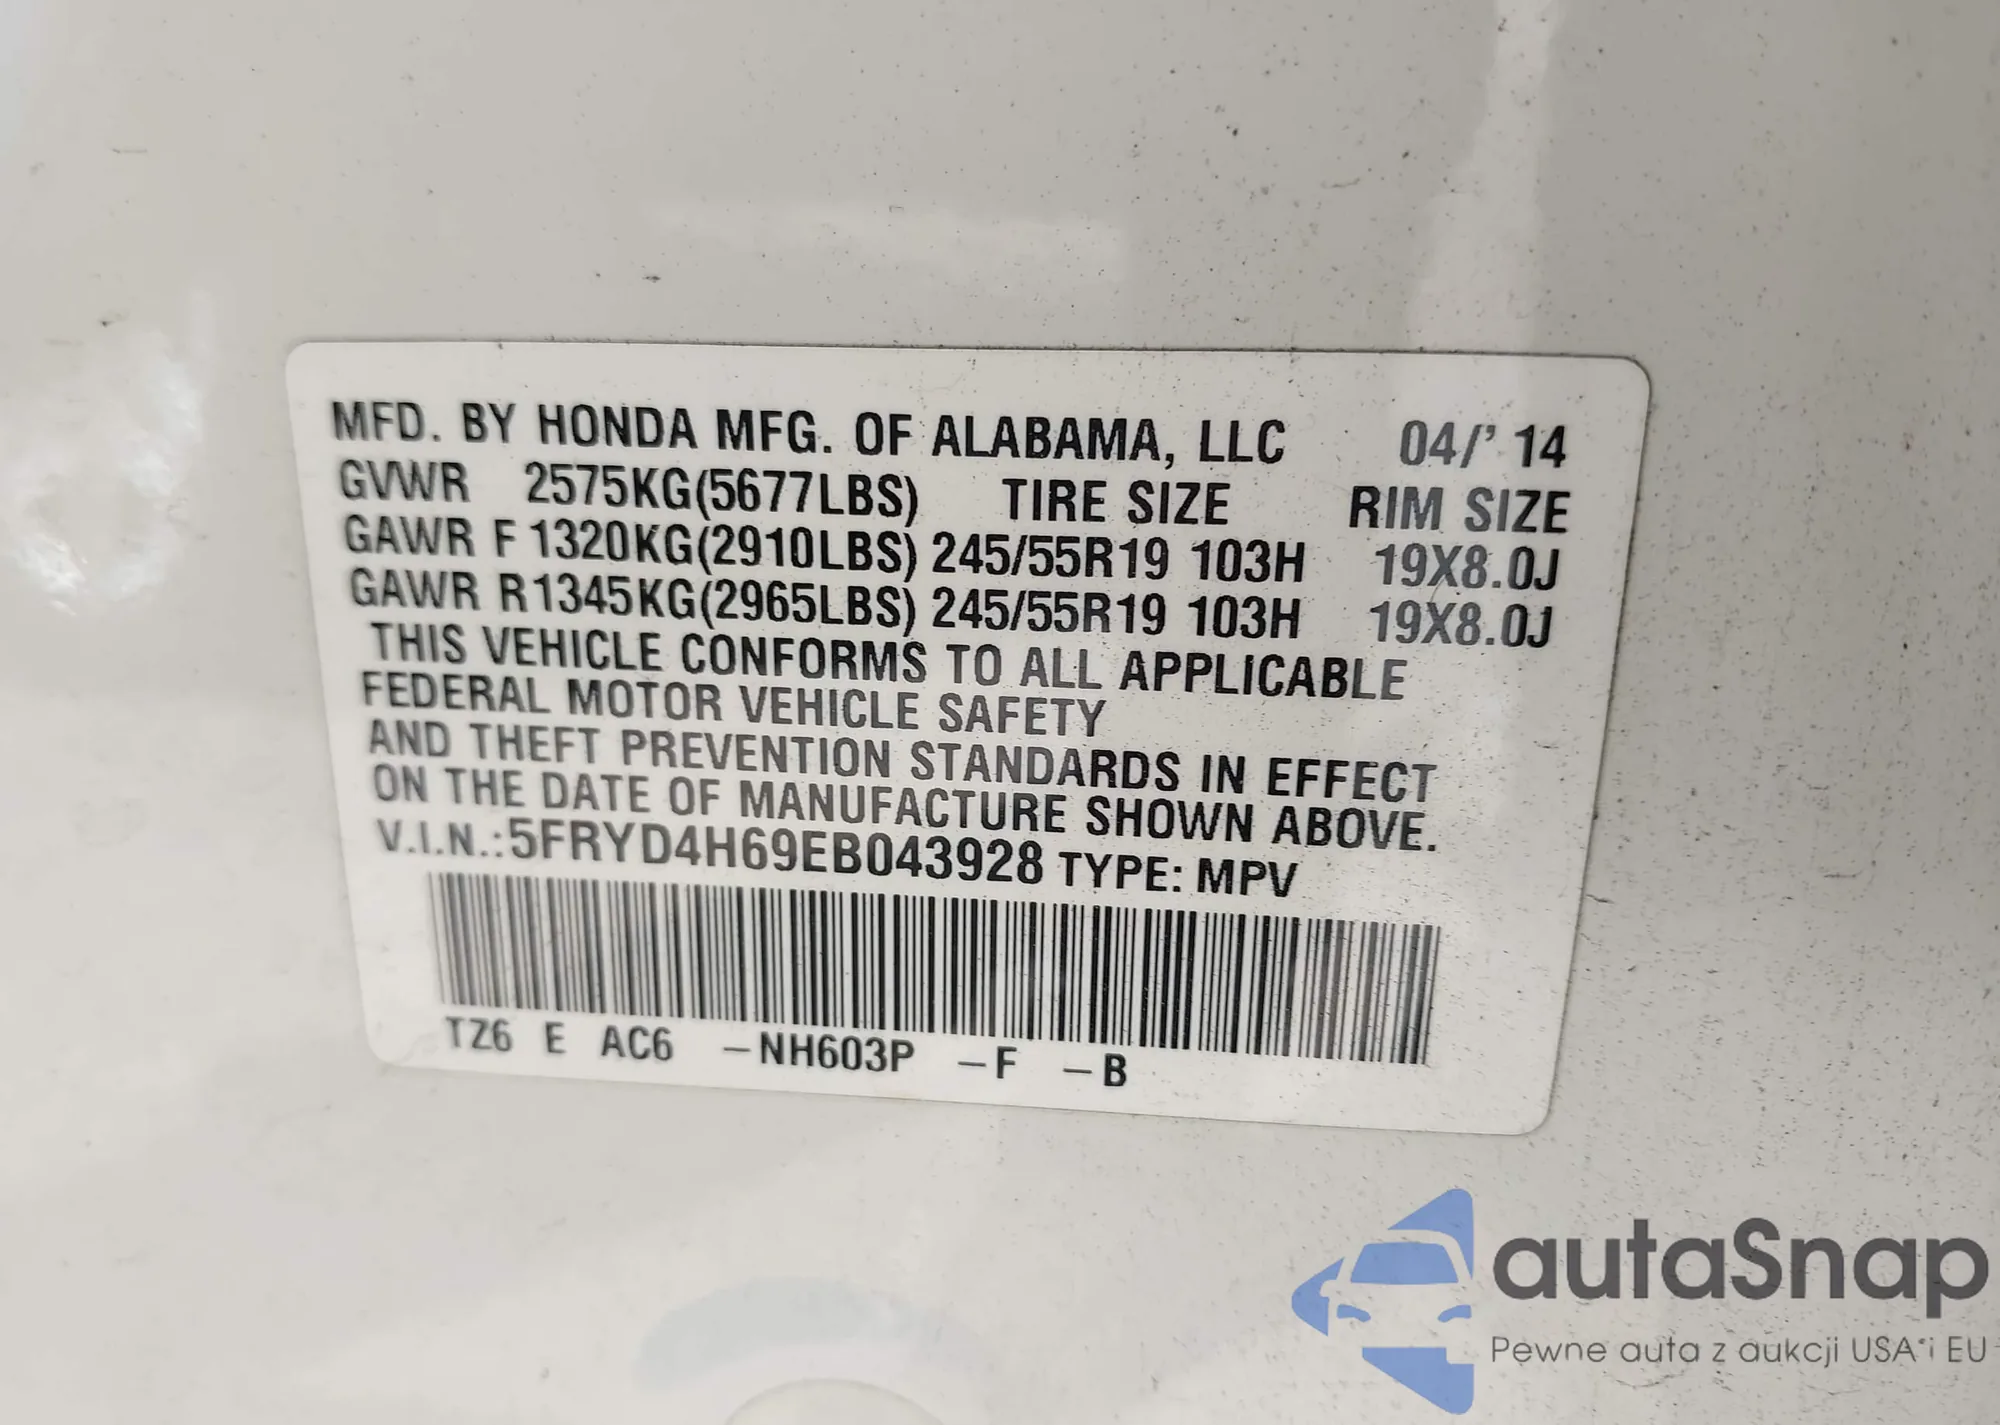 MFD. BY HONDA MFG. OF ALABAMA, LLC 04/' 14
GVWR 2575KG(5677LBS) TIRE SIZE RIM SIZE
GAWR F 1320KG(2910LBS) 245/55R19 103H 19X8.0J
GAWR R 1345KG(2965LBS) 245/55R19 103H 19X8.0J
THIS VEHICLE CONFORMS TO ALL APPLICABLE
FEDERAL MOTOR VEHICLE SAFETY
AND THEFT PREVENTION STANDARDS IN EFFECT
ON THE DATE OF MANUFACTURE SHOWN ABOVE.
V.I.N.:5FRYD4H69EB043928 TYPE: MPV
TZ6 E AC6 –NH603P –F –B
autaSnap
Pewne auta z aukcji USA i EU